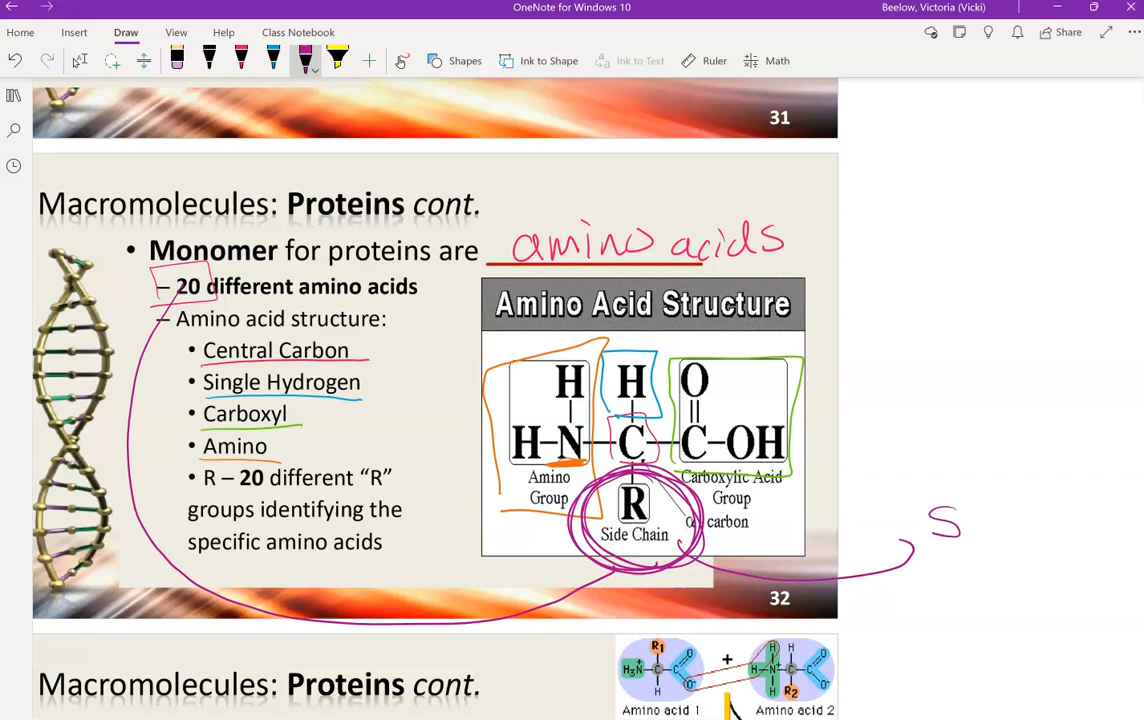 OneNote for Windows 10
Beelow, Victoria (Vicki)
Home Insert Draw View Help Class Notebook
Share
Shapes Ink to Shape Ink to Text Ruler Math
31
Macromolecules: Proteins cont.
• Monomer for proteins are amino acids
– 20 different amino acids
– Amino acid structure:
• Central Carbon
• Single Hydrogen
• Carboxyl
• Amino
• R – 20 different “R”
groups identifying the
specific amino acids
Amino Acid Structure
H H O
H–N–C–C–OH
Amino
Group
R
Side Chain
Carboxylic Acid
Group
α carbon
S
32
Macromolecules: Proteins cont.
R1 O H H O
H3N+ C C + H N+ C C
H O- H R2 O-
Amino acid 1 Amino acid 2